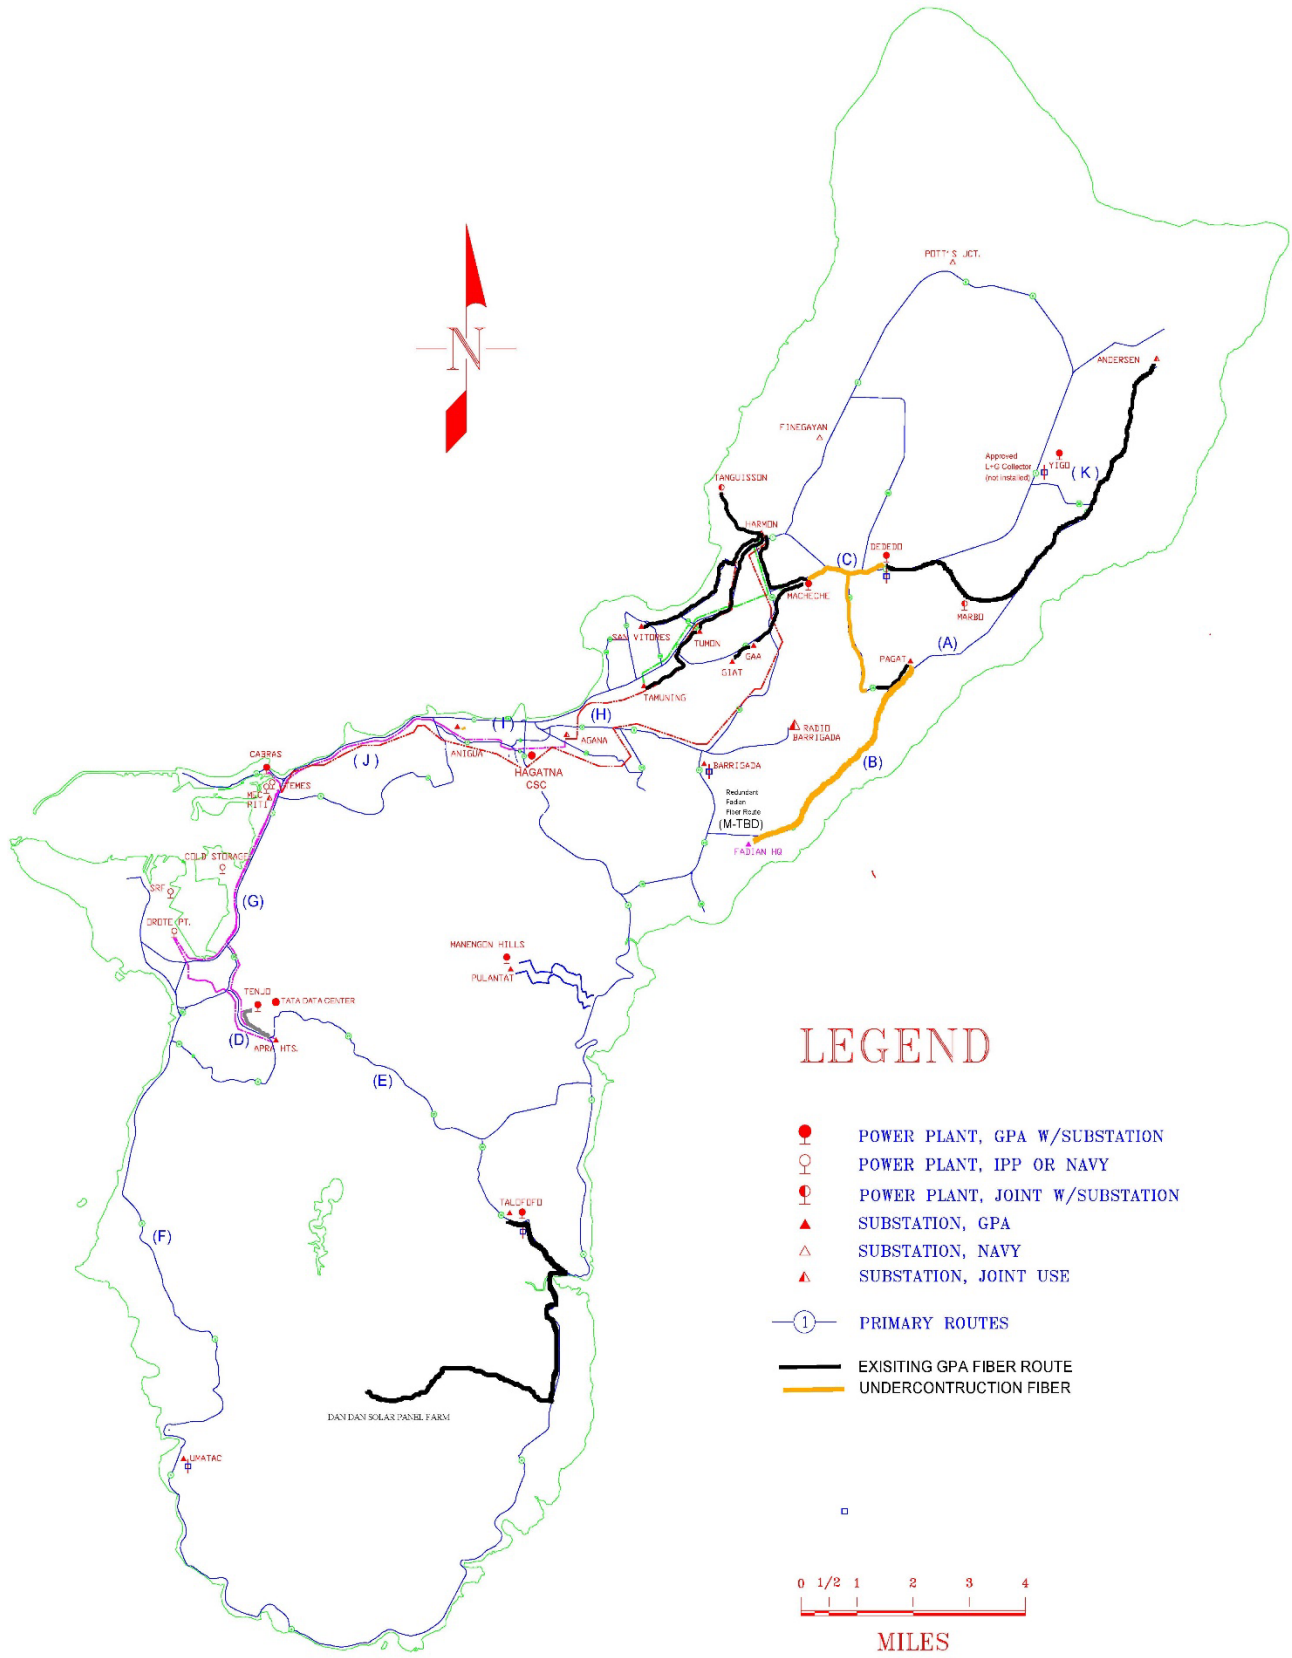 POTT'S JCT.
N
ANDERSEN
FINEGAYAN
Approved
L+G Collector
(not installed)
YIGO
(K)
TANGUISSON
HARMON
DEDEDO
(C)
MACHECHE
MARBO
SAN VITORES
TUMON
GAA
GIAT
PAGAT
(A)
TAMUNING
(H)
(I)
AGANA
RADIO
BARRIGADA
ANIGUA
HAGATNA
CSC
CABRAS
(J)
TEMES
MEC
PITI
BARRIGADA
(B)
Redundant
Fadian
Fiber Route
(M-TBD)
FADIAN HQ
COLD STORAGE
SRF
(G)
OROTE PT.
MANENGON HILLS
PULANTAT
TENJO
TATA DATA CENTER
(D)
APRA HTS.
(E)
TALOFOFO
(F)
DAN DAN SOLAR PANEL FARM
UMATAC
LEGEND
POWER PLANT, GPA W/SUBSTATION
POWER PLANT, IPP OR NAVY
POWER PLANT, JOINT W/SUBSTATION
SUBSTATION, GPA
SUBSTATION, NAVY
SUBSTATION, JOINT USE
1 PRIMARY ROUTES
EXISITING GPA FIBER ROUTE
UNDERCONTRUCTION FIBER
0 1/2 1 2 3 4
MILES